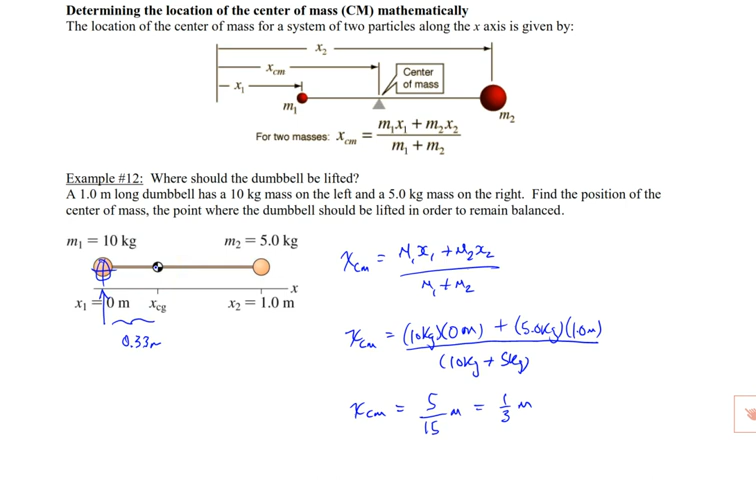 Determining the location of the center of mass (CM) mathematically
The location of the center of mass for a system of two particles along the x axis is given by:
x₂
x_cm
Center
of mass
x₁
m₁
m₂
For two masses: x_cm = (m₁x₁ + m₂x₂) / (m₁ + m₂)
Example #12: Where should the dumbbell be lifted?
A 1.0 m long dumbbell has a 10 kg mass on the left and a 5.0 kg mass on the right. Find the position of the
center of mass, the point where the dumbbell should be lifted in order to remain balanced.
m₁ = 10 kg
m₂ = 5.0 kg
x
x₁ = 0 m
x_cg
x₂ = 1.0 m
0.33m
x_cm = (M₁x₁ + M₂x₂) / (M₁ + M₂)
x_cm = ((10kg)(0m) + (5.0kg)(1.0m)) / (10kg + 5kg)
x_cm = 5/15 m = 1/3 m